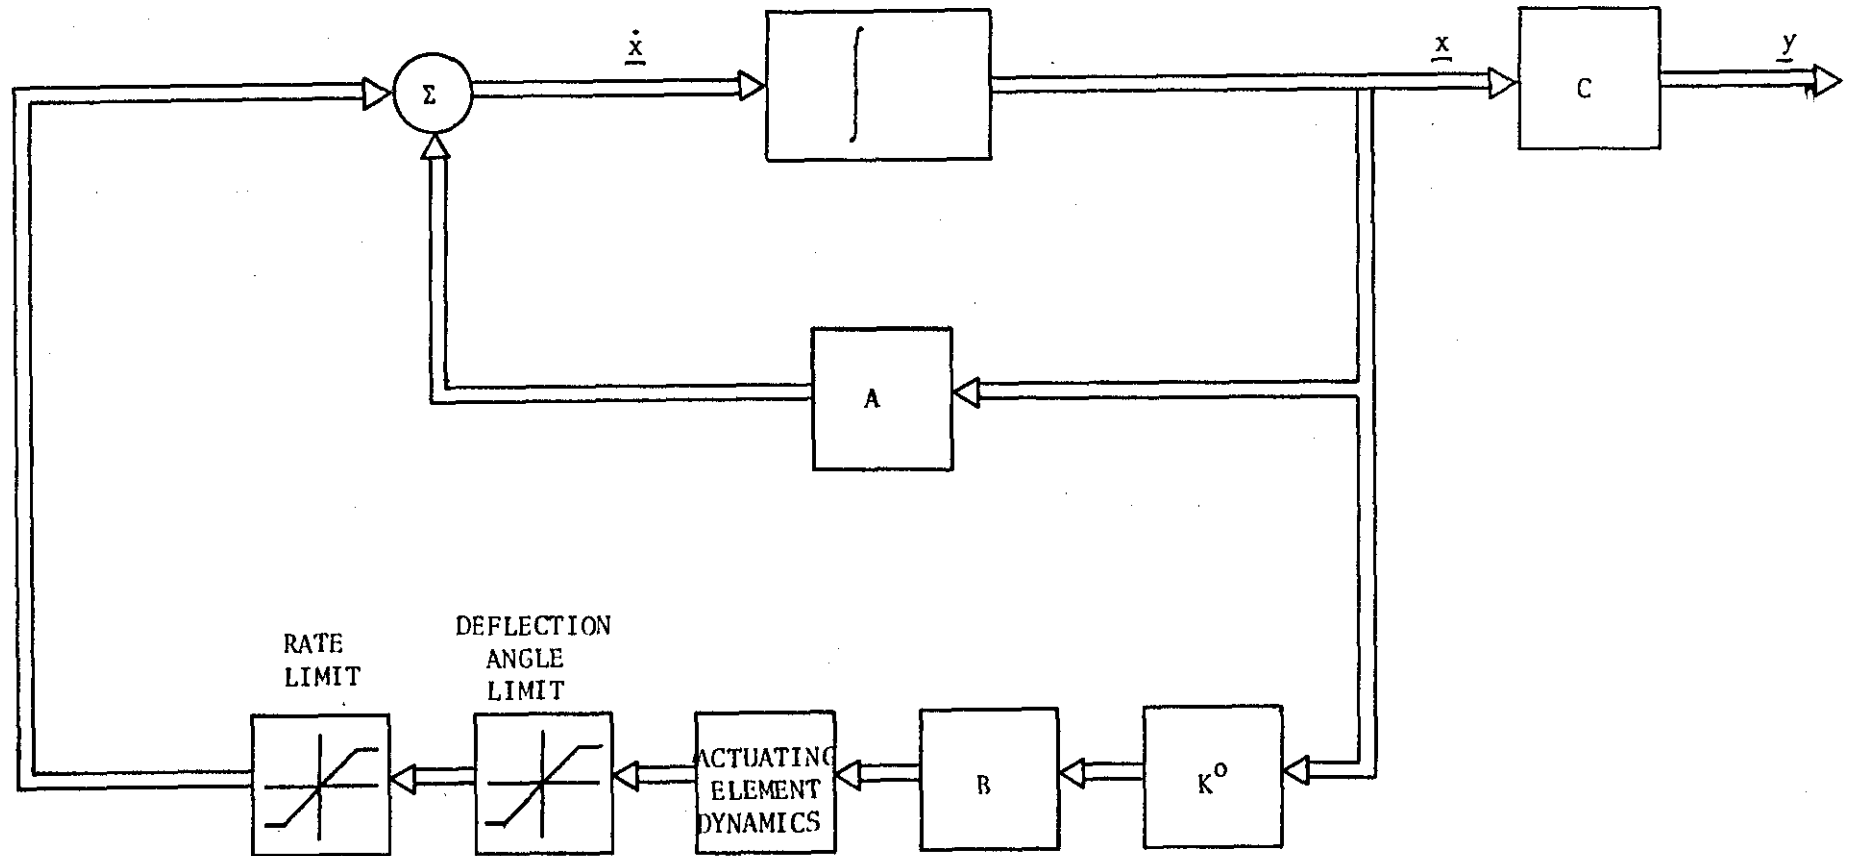 ẋ
x
y
Σ
∫
C
A
RATE
LIMIT
DEFLECTION
ANGLE
LIMIT
ACTUATING
ELEMENT
DYNAMICS
B
K⁰